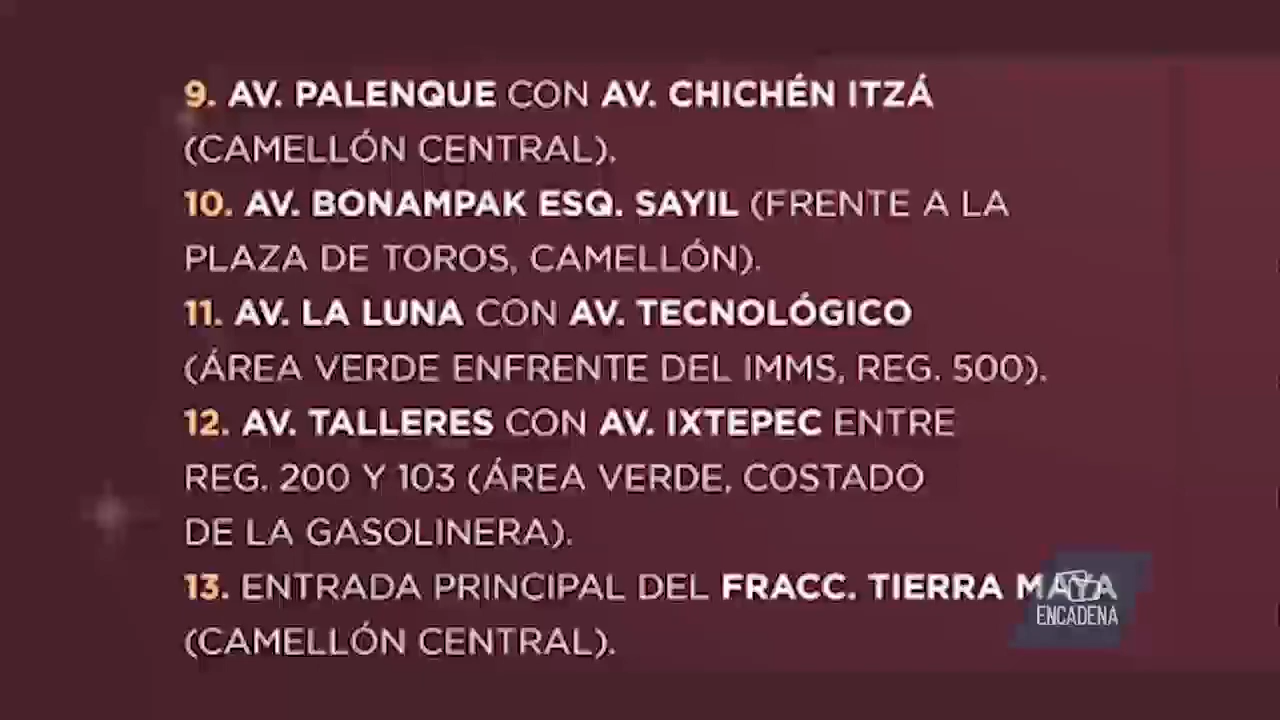 9. AV. PALENQUE CON AV. CHICHÉN ITZÁ
(CAMELLÓN CENTRAL).
10. AV. BONAMPAK ESQ. SAYIL (FRENTE A LA
PLAZA DE TOROS, CAMELLÓN).
11. AV. LA LUNA CON AV. TECNOLÓGICO
(ÁREA VERDE ENFRENTE DEL IMMS, REG. 500).
12. AV. TALLERES CON AV. IXTEPEC ENTRE
REG. 200 Y 103 (ÁREA VERDE, COSTADO
DE LA GASOLINERA).
13. ENTRADA PRINCIPAL DEL FRACC. TIERRA MAYA
(CAMELLÓN CENTRAL).
ENCADENA